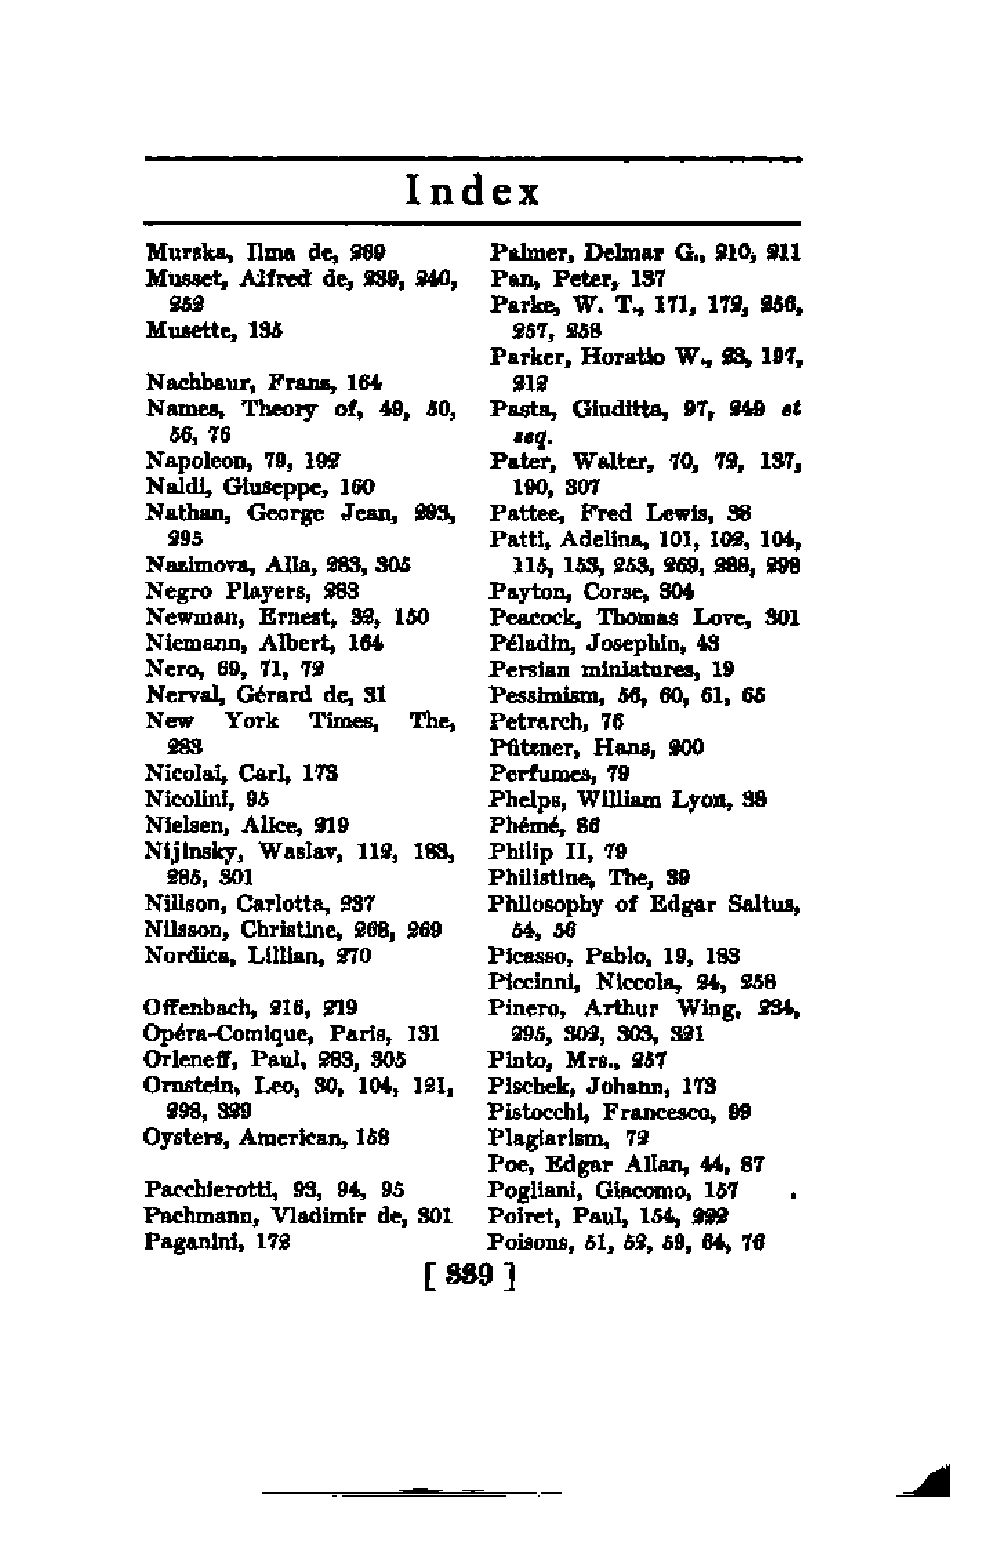 Index
Murska, Ilma de, 269
Musset, Alfred de, 239, 240,
252
Musette, 135
Nachbaur, Franz, 164
Names, Theory of, 49, 50,
56, 76
Napoleon, 79, 192
Naldi, Giuseppe, 160
Nathan, George Jean, 293,
295
Nazimova, Alla, 283, 305
Negro Players, 283
Newman, Ernest, 32, 150
Niemann, Albert, 164
Nero, 69, 71, 72
Nerval, Gérard de, 31
New York Times, The,
283
Nicolai, Carl, 173
Nicolini, 95
Nielsen, Alice, 219
Nijinsky, Waslav, 112, 183,
285, 301
Nillson, Carlotta, 237
Nilsson, Christine, 268, 269
Nordica, Lillian, 270
Offenbach, 216, 219
Opéra-Comique, Paris, 131
Orleneff, Paul, 283, 305
Ornstein, Leo, 30, 104, 121,
298, 329
Oysters, American, 158
Pacchierotti, 93, 94, 95
Pachmann, Vladimir de, 301
Paganini, 172
Palmer, Delmar G., 210, 211
Pan, Peter, 137
Parke, W. T., 171, 172, 256,
257, 258
Parker, Horatio W., 23, 197,
212
Pasta, Giuditta, 97, 249 et
seq.
Pater, Walter, 70, 72, 137,
190, 307
Pattee, Fred Lewis, 38
Patti, Adelina, 101, 102, 104,
115, 153, 253, 269, 288, 298
Payton, Corse, 304
Peacock, Thomas Love, 301
Péladin, Josephin, 43
Persian miniatures, 19
Pessimism, 56, 60, 61, 65
Petrarch, 76
Pfitzner, Hans, 200
Perfumes, 79
Phelps, William Lyon, 38
Phémé, 86
Philip II, 79
Philistine, The, 39
Philosophy of Edgar Saltus,
54, 56
Picasso, Pablo, 19, 183
Piccinni, Niccola, 24, 258
Pinero, Arthur Wing, 234,
295, 302, 303, 321
Pinto, Mrs., 257
Pischek, Johann, 173
Pistocchi, Francesco, 99
Plagiarism, 72
Poe, Edgar Allan, 44, 87
Pogliani, Giacomo, 157
Poiret, Paul, 154, 222
Poisons, 51, 52, 59, 64, 76
[ 339 ]